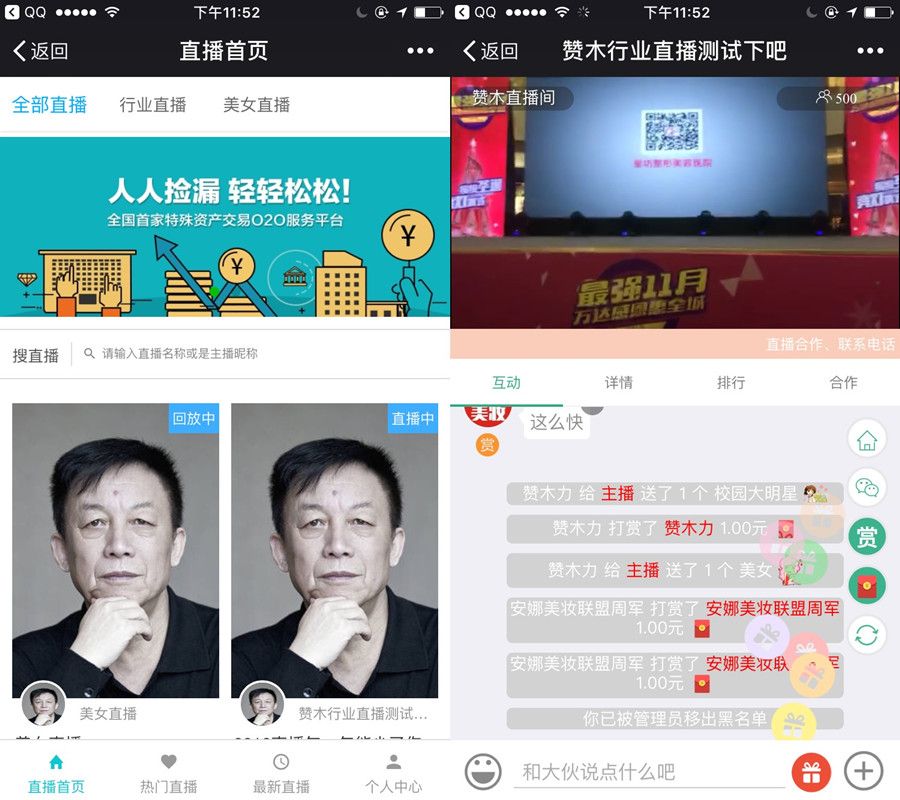 QQ
下午11:52
返回
直播首页
全部直播
行业直播
美女直播
人人捡漏 轻轻松松!
全国首家特殊资产交易O2O服务平台
¥
¥
搜直播
请输入直播名称或是主播昵称
回放中
直播中
美女直播
赞木行业直播测试...
直播首页
热门直播
最新直播
个人中心
QQ
下午11:52
返回
赞木行业直播测试下吧
赞木直播间
500
整形美容医院
最强11月
万达感恩惠全城
直播合作、联系电话
互动
详情
排行
合作
美妆
这么快
赏
赞木力 给 主播 送了 1 个 校园大明星
赞木力 打赏了 赞木力 1.00元
赞木力 给 主播 送了 1 个 美女
安娜美妆联盟周军 打赏了 安娜美妆联盟周军
1.00元
安娜美妆联盟周军 打赏了 安娜美妆联盟周军
1.00元
你已被管理员移出黑名单
赏
和大伙说点什么吧